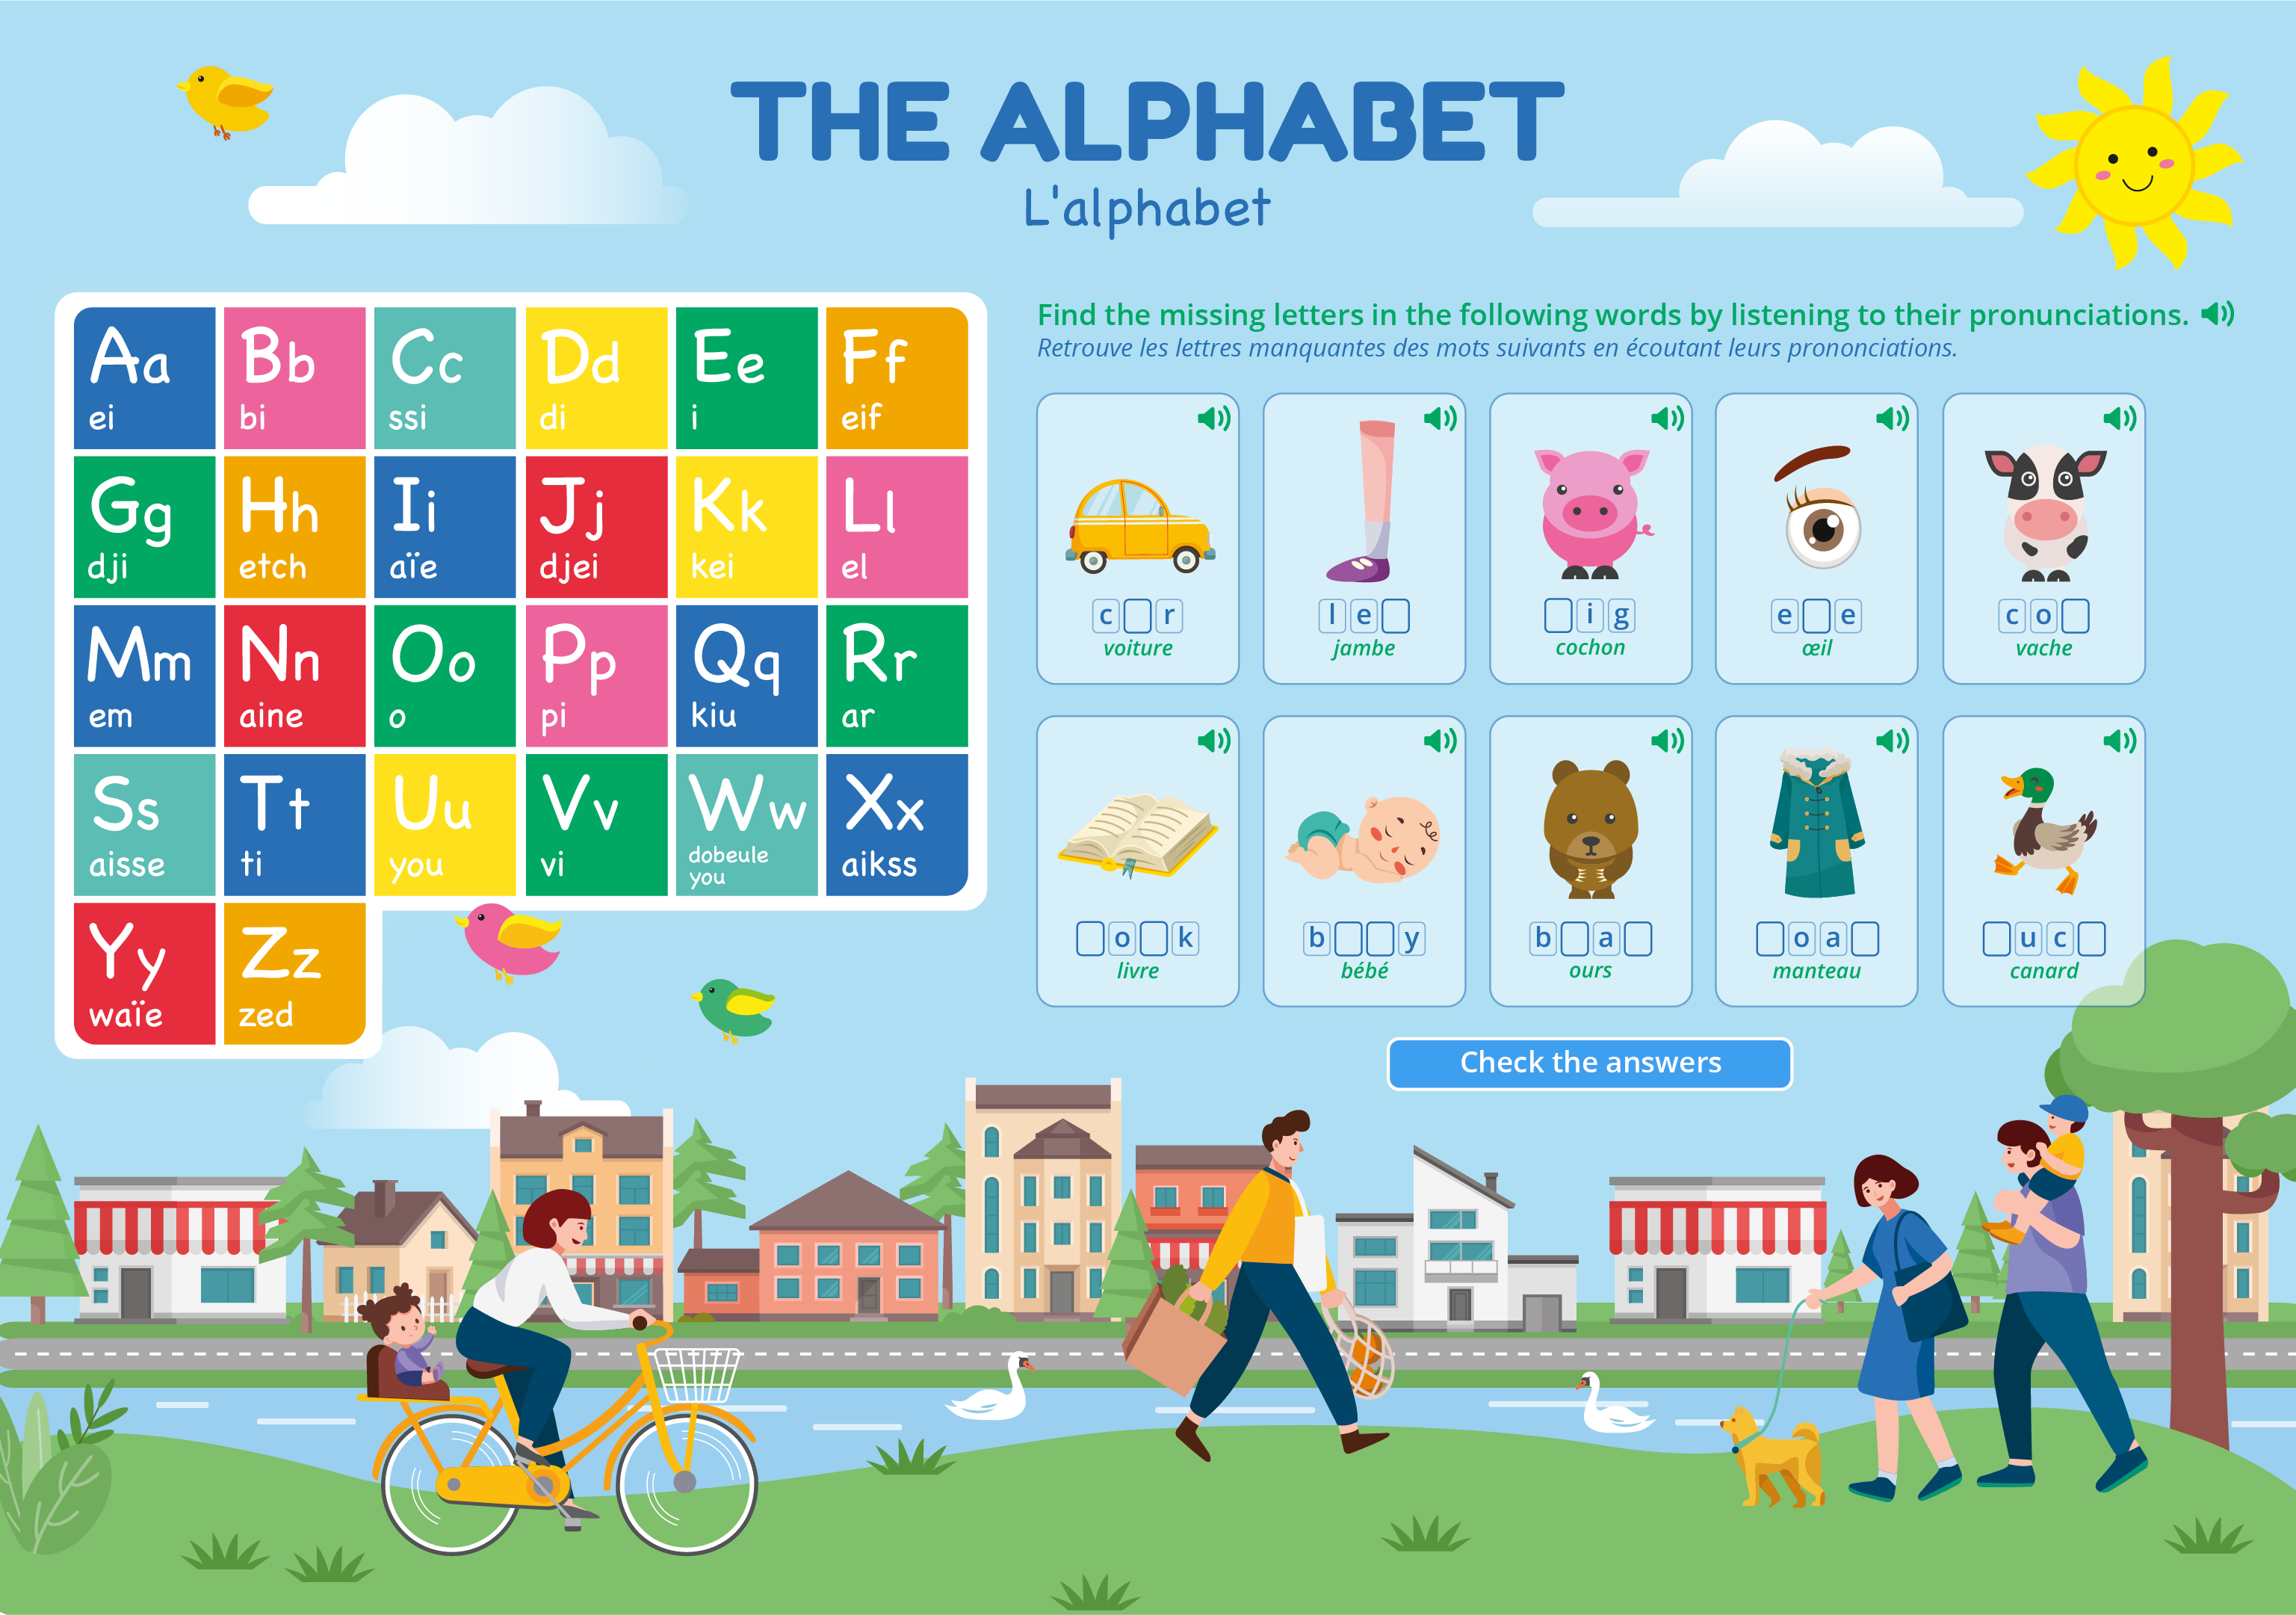 THE ALPHABET
L'alphabet
Aa
ei
Bb
bi
Cc
ssi
Dd
di
Ee
i
Ff
eif
Gg
dji
Hh
etch
Ii
aïe
Jj
djei
Kk
kei
Ll
el
Mm
em
Nn
aine
Oo
o
Pp
pi
Qq
kiu
Rr
ar
Ss
aisse
Tt
ti
Uu
you
Vv
vi
Ww
dobeule
you
Xx
aikss
Yy
waïe
Zz
zed
Find the missing letters in the following words by listening to their pronunciations.
Retrouve les lettres manquantes des mots suivants en écoutant leurs prononciations.
c r
voiture
l e
jambe
i g
cochon
e e
œil
c o
vache
o k
livre
b y
bébé
b a
ours
o a
manteau
u c
canard
Check the answers